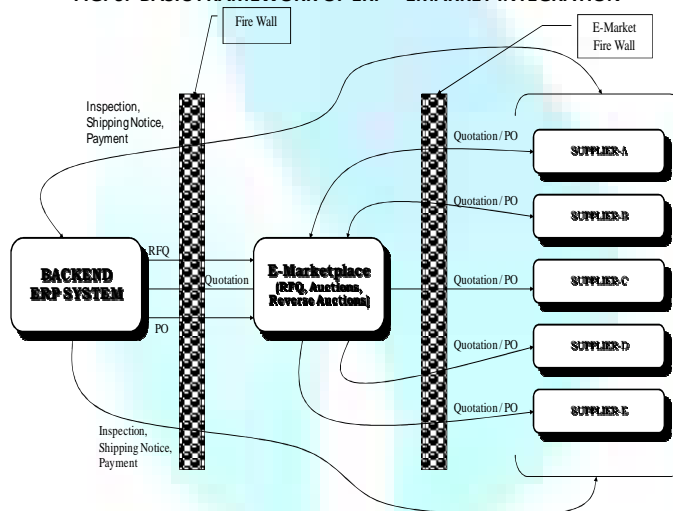 Fire Wall
E-Market
Fire Wall
Inspection,
Shipping Notice,
Payment
Quotation / PO
SUPPLIER-A
Quotation / PO
SUPPLIER-B
RFQ
BACKEND
ERP SYSTEM
Quotation
E-Marketplace
(RFQ, Auctions,
Reverse Auctions)
Quotation / PO
SUPPLIER-C
PO
Quotation / PO
SUPPLIER-D
Quotation / PO
SUPPLIER-E
Inspection,
Shipping Notice,
Payment